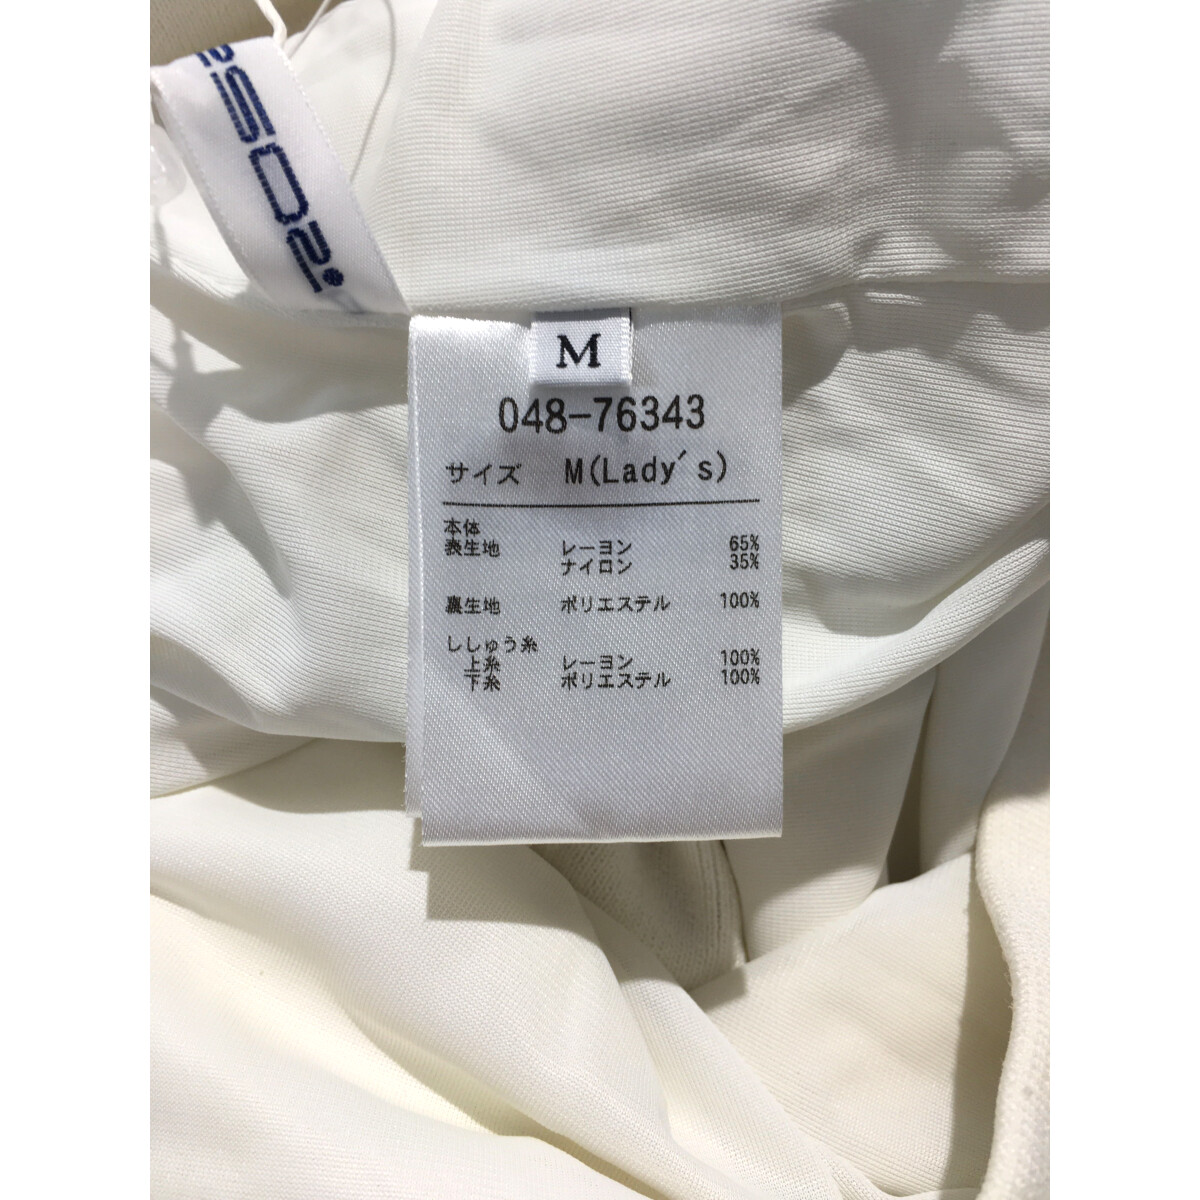 M
048-76343
サイズ M(Lady's)
本体
表生地 レーヨン 65%
ナイロン 35%
裏生地 ポリエステル 100%
ししゅう糸
上糸 レーヨン 100%
下糸 ポリエステル 100%